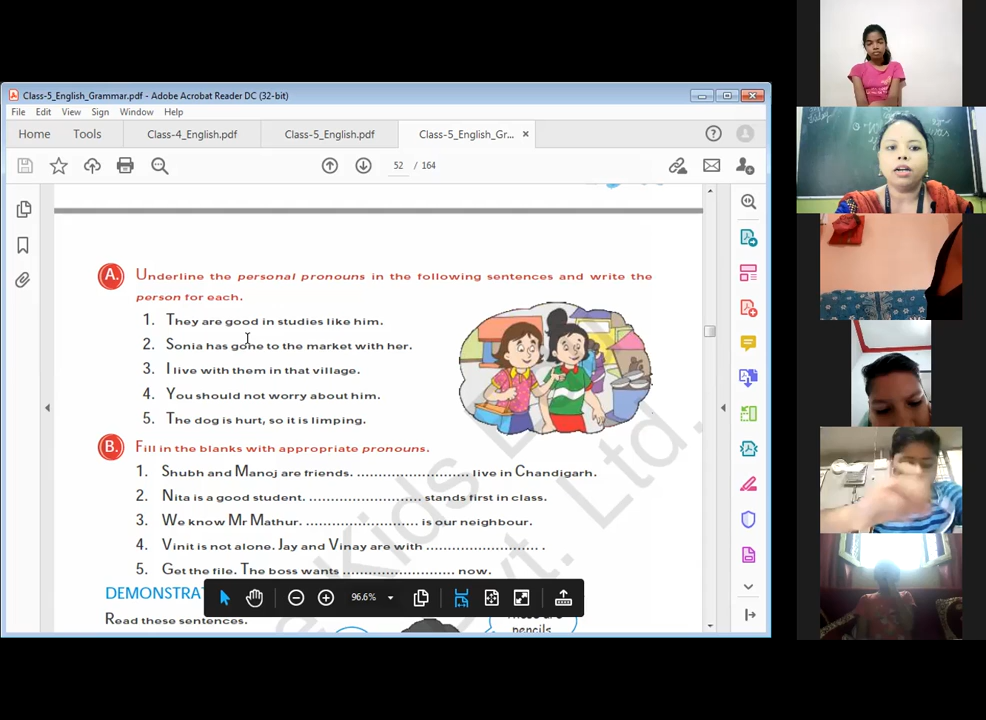 Class-5_English_Grammar.pdf - Adobe Acrobat Reader DC (32-bit)
File Edit View Sign Window Help
Home Tools Class-4_English.pdf Class-5_English.pdf Class-5_English_Gr... ×
52 / 164
A. Underline the personal pronouns in the following sentences and write the
person for each.
1. They are good in studies like him.
2. Sonia has gone to the market with her.
3. I live with them in that village.
4. You should not worry about him.
5. The dog is hurt, so it is limping.
B. Fill in the blanks with appropriate pronouns.
1. Shubh and Manoj are friends. .......................... live in Chandigarh.
2. Nita is a good student. .......................... stands first in class.
3. We know Mr Mathur. .......................... is our neighbour.
4. Vinit is not alone. Jay and Vinay are with .......................... .
5. Get the file. The boss wants .......................... now.
DEMONSTRA
96.6%
Read these sentences.
pencils.
Kids
Pvt. Ltd.